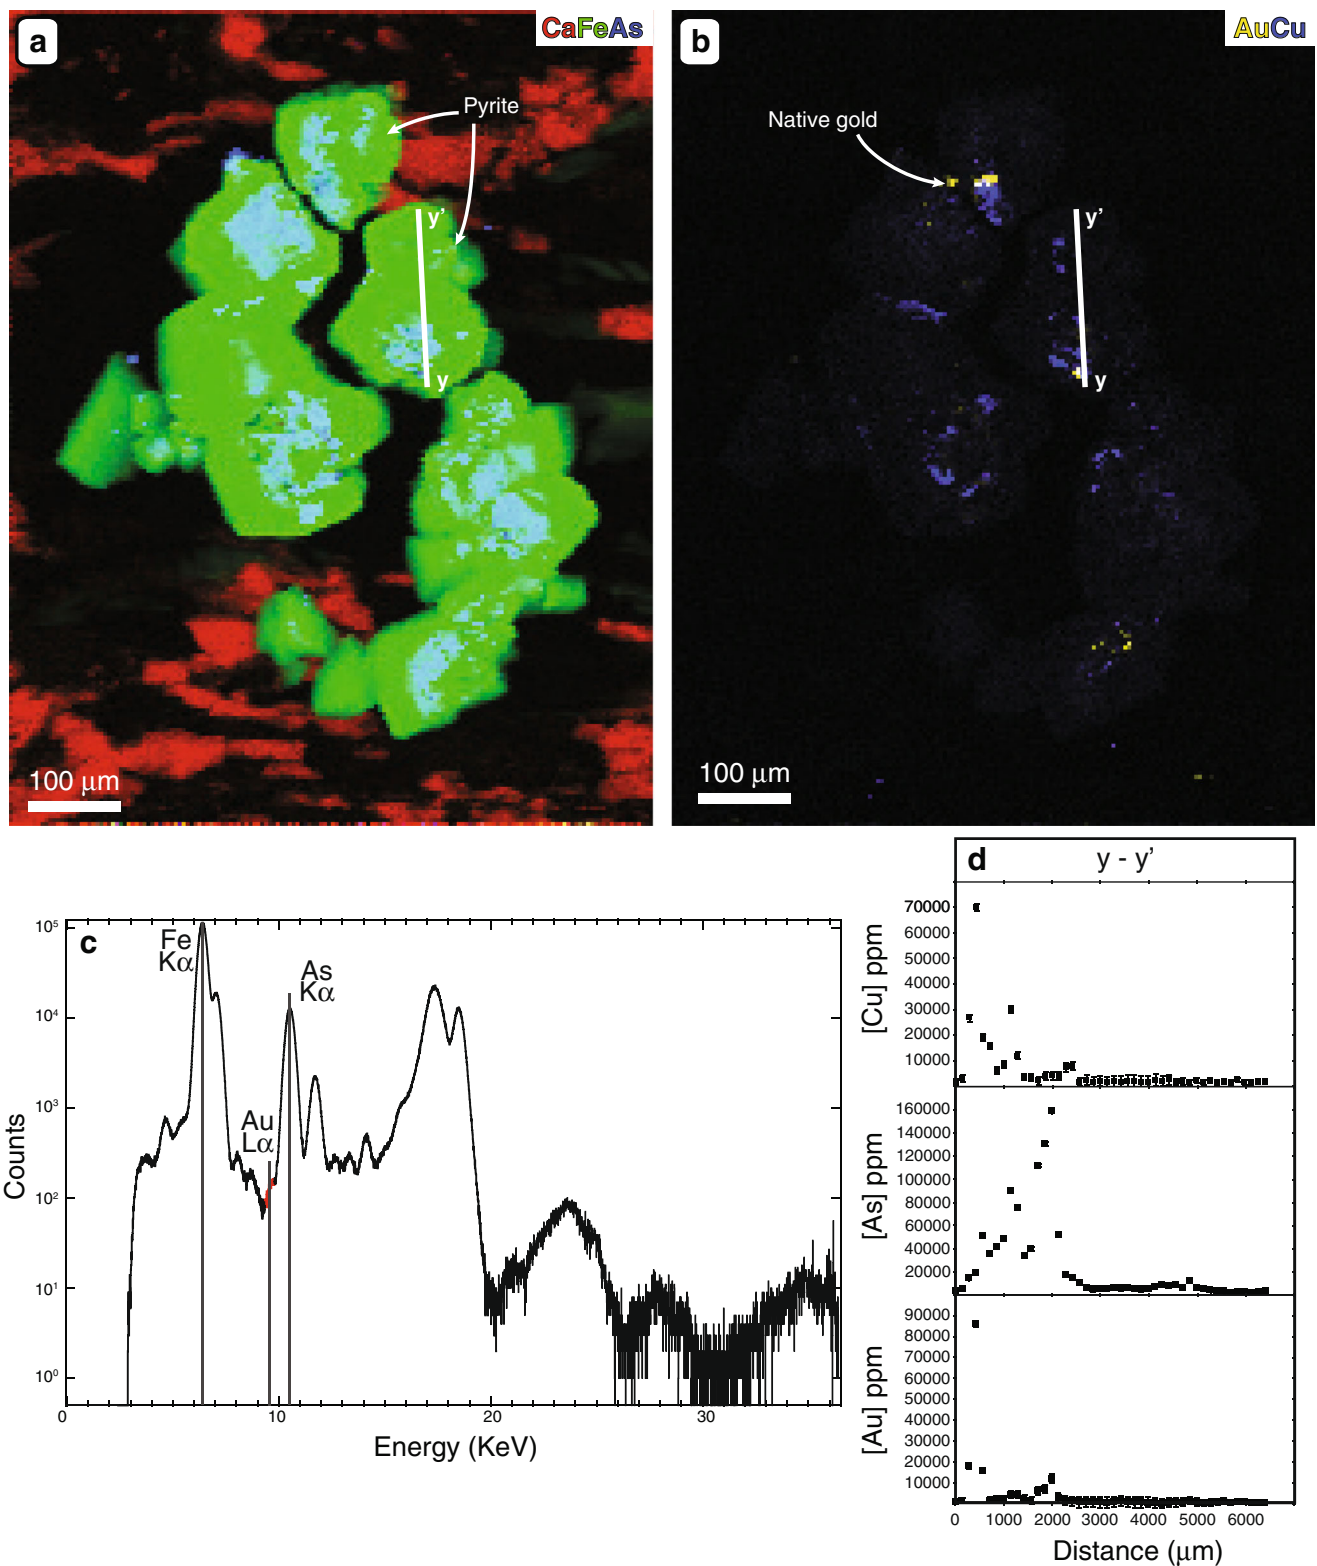 a
CaFeAs
Pyrite
y'
y
100 µm
b
AuCu
Native gold
y'
y
100 µm
c
Fe
Kα
As
Kα
Au
Lα
Counts
10⁵
10⁴
10³
10²
10¹
10⁰
0 10 20 30
Energy (KeV)
d
y - y’
[Cu] ppm
70000
60000
50000
40000
30000
20000
10000
[As] ppm
160000
140000
120000
100000
80000
60000
40000
20000
[Au] ppm
90000
80000
70000
60000
50000
40000
30000
20000
10000
0 1000 2000 3000 4000 5000 6000
Distance (µm)